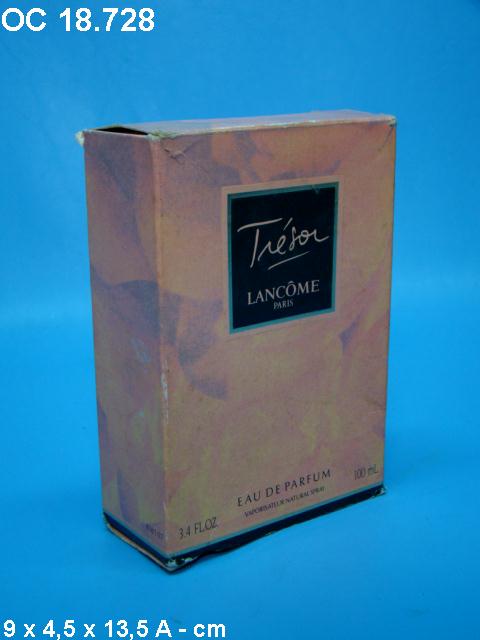 OC 18.728
Trésor
LANCÔME
PARIS
EAU DE PARFUM
VAPORISATEUR NATURAL SPRAY
3.4 FL.OZ
100 mL
9 x 4,5 x 13,5 A - cm